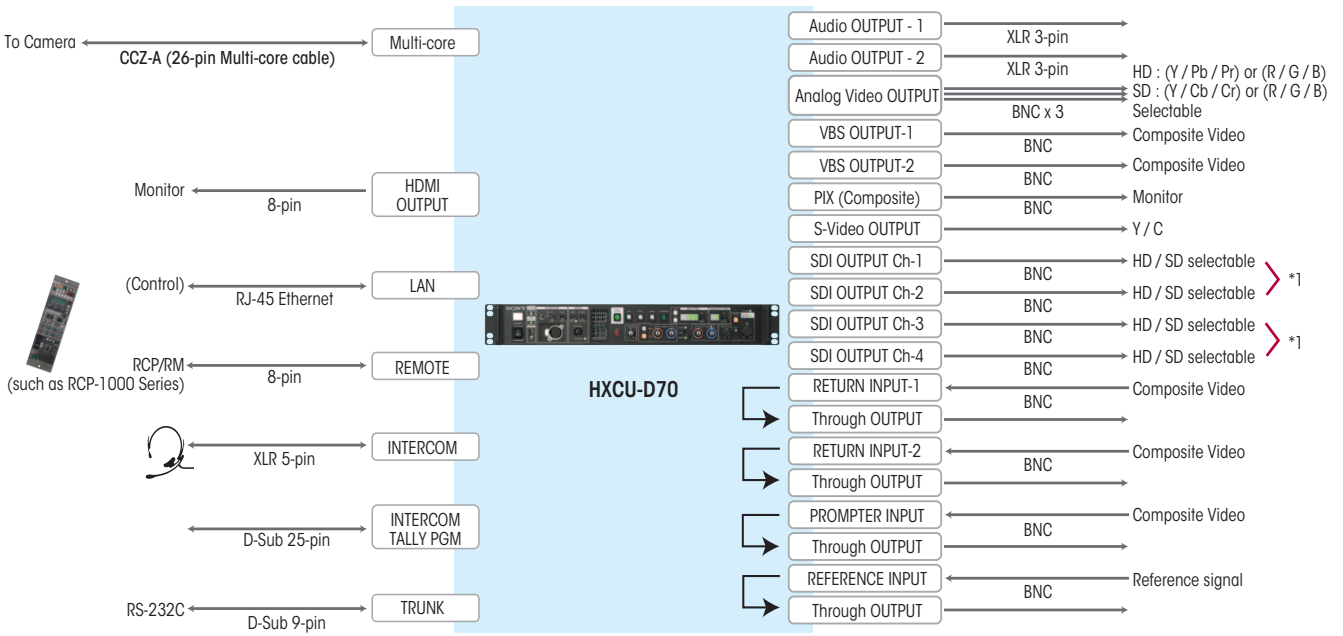 To Camera
CCZ-A (26-pin Multi-core cable)
Multi-core
Monitor
8-pin
HDMI
OUTPUT
(Control)
RJ-45 Ethernet
LAN
RCP/RM
(such as RCP-1000 Series)
8-pin
REMOTE
XLR 5-pin
INTERCOM
D-Sub 25-pin
INTERCOM
TALLY PGM
RS-232C
D-Sub 9-pin
TRUNK
SONY
HXCU-D70
Audio OUTPUT - 1
XLR 3-pin
Audio OUTPUT - 2
XLR 3-pin
Analog Video OUTPUT
BNC x 3
HD : (Y / Pb / Pr) or (R / G / B)
SD : (Y / Cb / Cr) or (R / G / B)
Selectable
VBS OUTPUT-1
BNC
Composite Video
VBS OUTPUT-2
BNC
Composite Video
PIX (Composite)
BNC
Monitor
S-Video OUTPUT
Y / C
SDI OUTPUT Ch-1
BNC
HD / SD selectable
SDI OUTPUT Ch-2
BNC
HD / SD selectable
*1
SDI OUTPUT Ch-3
BNC
HD / SD selectable
SDI OUTPUT Ch-4
BNC
HD / SD selectable
*1
RETURN INPUT-1
BNC
Composite Video
Through OUTPUT
RETURN INPUT-2
BNC
Composite Video
Through OUTPUT
PROMPTER INPUT
BNC
Composite Video
Through OUTPUT
REFERENCE INPUT
BNC
Reference signal
Through OUTPUT